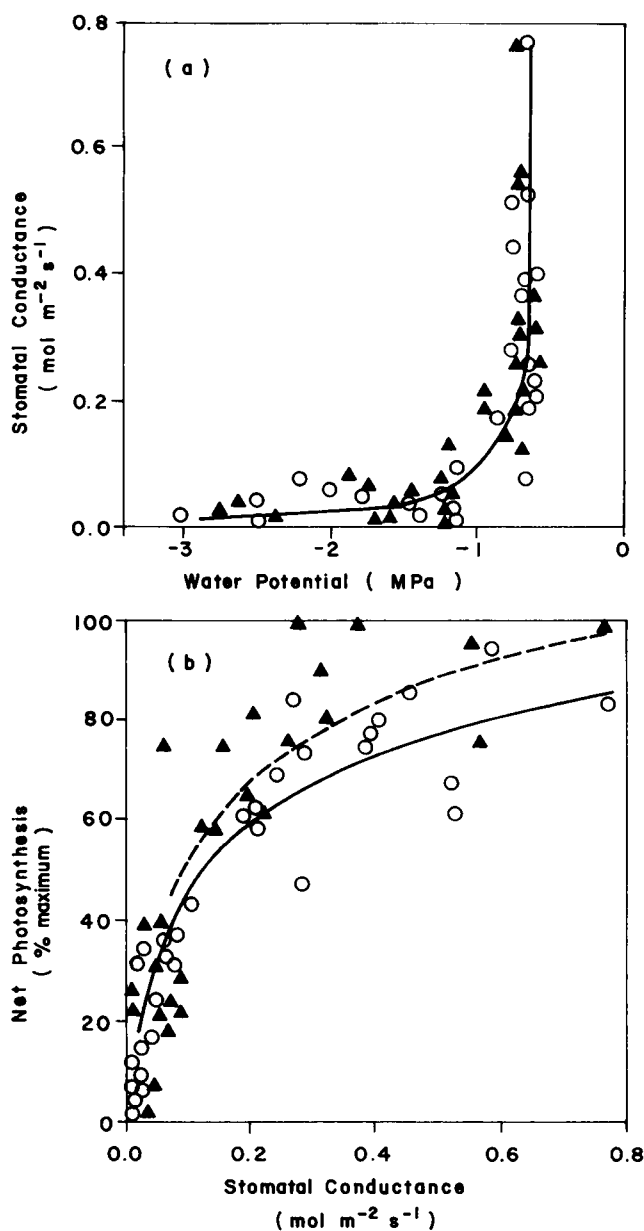 0.8
( a )
0.6
0.4
0.2
0.0
Stomatal Conductance
( mol m⁻² s⁻¹ )
−3 −2 −1 0
Water Potential ( MPa )
100
( b )
80
60
40
20
0
Net Photosynthesis
( % maximum )
0.0 0.2 0.4 0.6 0.8
Stomatal Conductance
( mol m⁻² s⁻¹ )